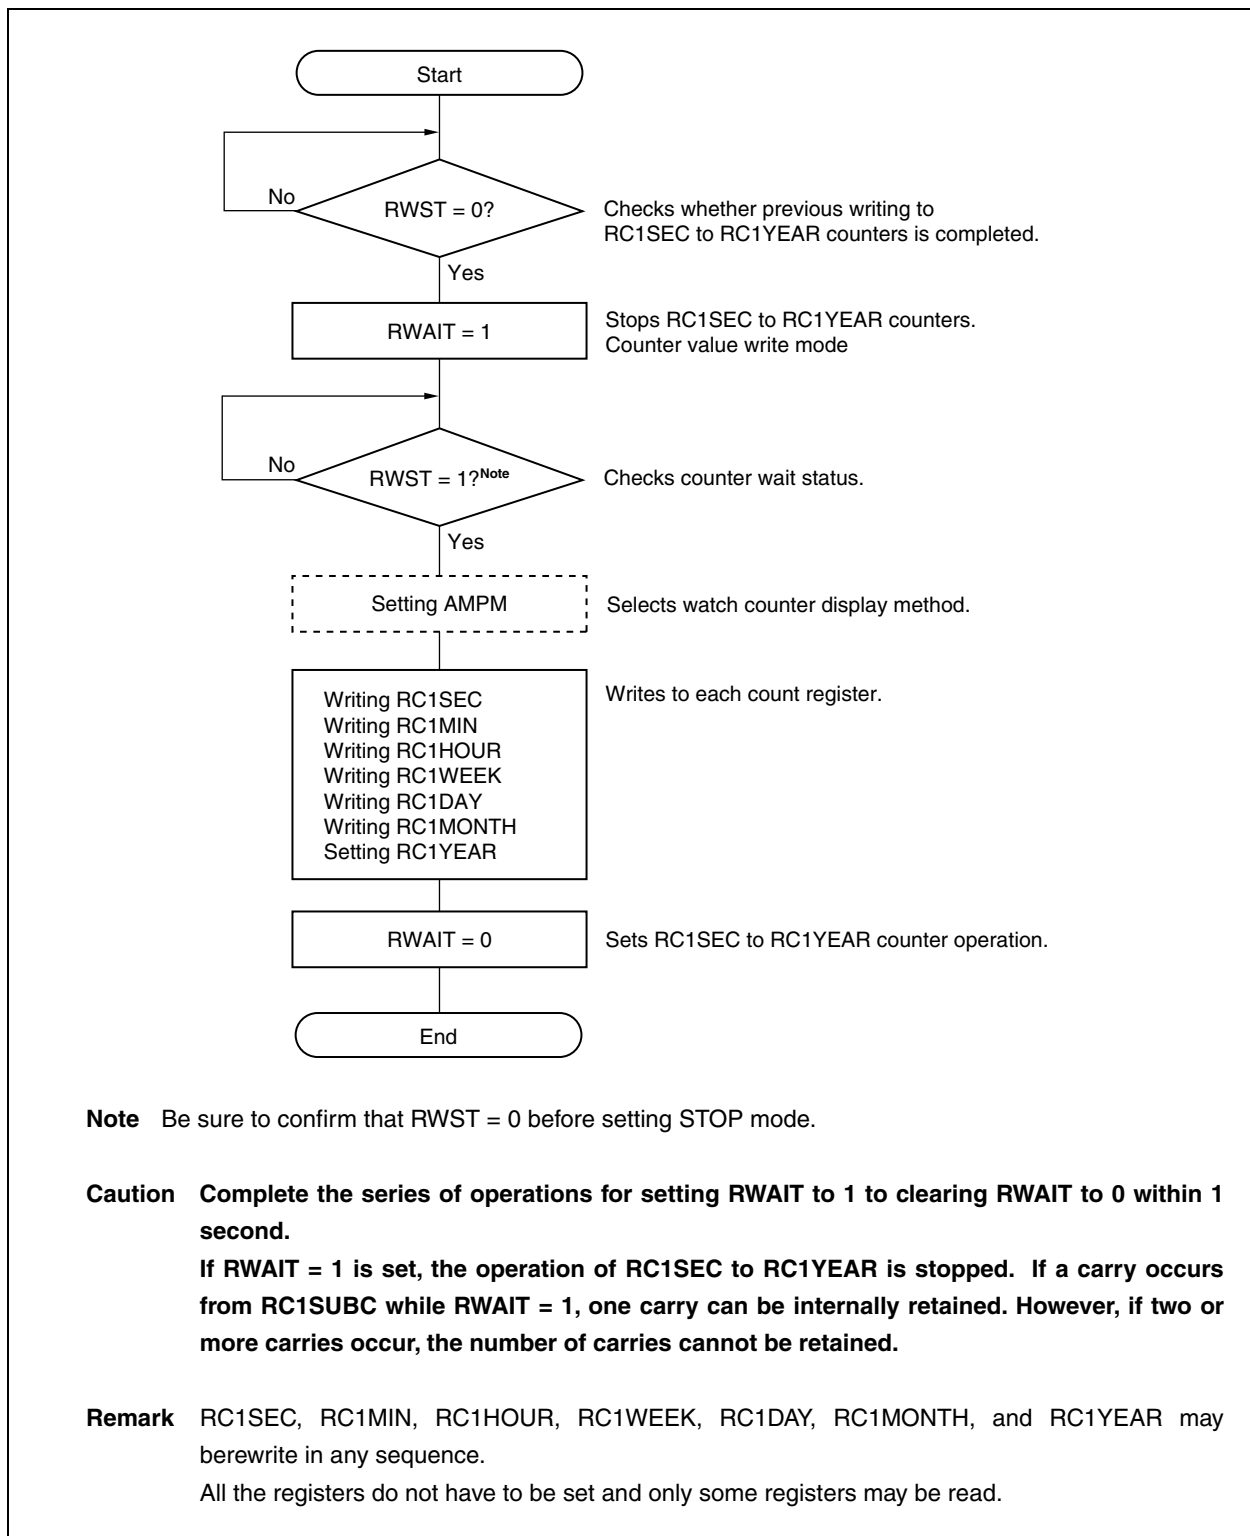 Start
No
RWST = 0?
Checks whether previous writing to
RC1SEC to RC1YEAR counters is completed.
Yes
RWAIT = 1
Stops RC1SEC to RC1YEAR counters.
Counter value write mode
No
RWST = 1?Note
Checks counter wait status.
Yes
Setting AMPM
Selects watch counter display method.
Writing RC1SEC
Writing RC1MIN
Writing RC1HOUR
Writing RC1WEEK
Writing RC1DAY
Writing RC1MONTH
Setting RC1YEAR
Writes to each count register.
RWAIT = 0
Sets RC1SEC to RC1YEAR counter operation.
End
Note Be sure to confirm that RWST = 0 before setting STOP mode.
Caution Complete the series of operations for setting RWAIT to 1 to clearing RWAIT to 0 within 1
second.
If RWAIT = 1 is set, the operation of RC1SEC to RC1YEAR is stopped. If a carry occurs
from RC1SUBC while RWAIT = 1, one carry can be internally retained. However, if two or
more carries occur, the number of carries cannot be retained.
Remark RC1SEC, RC1MIN, RC1HOUR, RC1WEEK, RC1DAY, RC1MONTH, and RC1YEAR may
berewrite in any sequence.
All the registers do not have to be set and only some registers may be read.